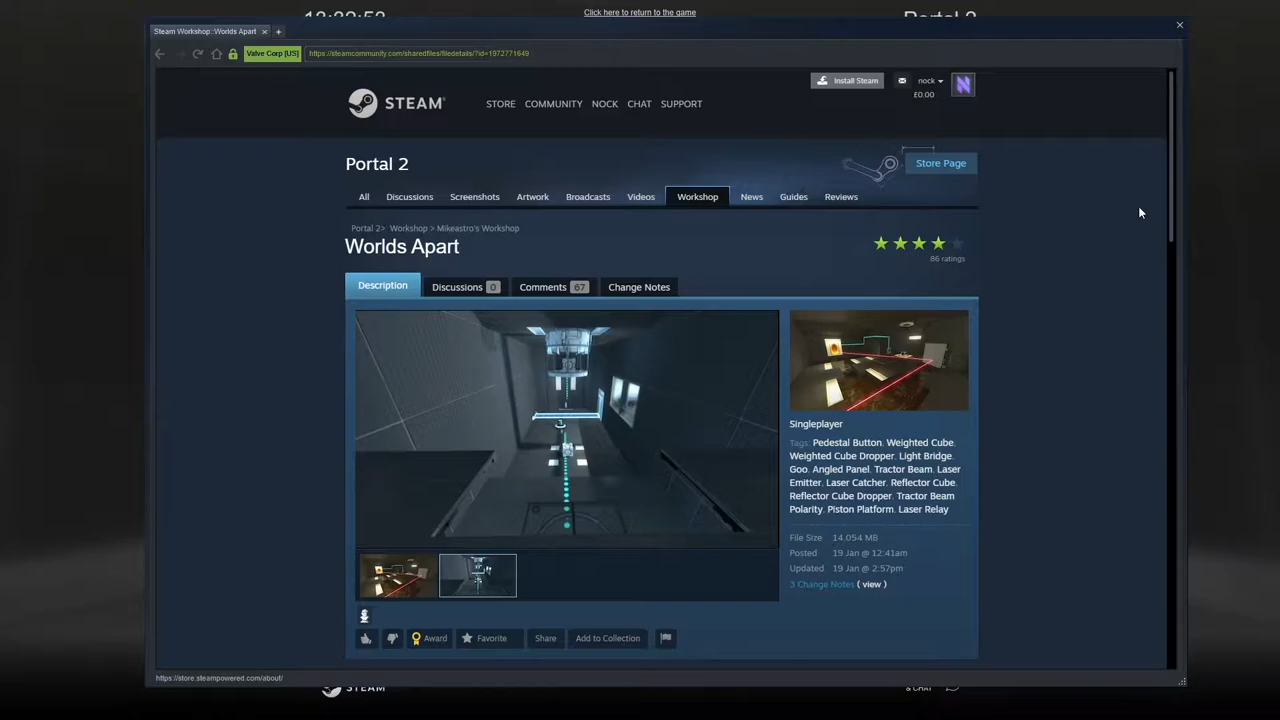 Click here to return to the game
Portal 2
Steam Workshop::Worlds Apart
+
Valve Corp [US]
https://steamcommunity.com/sharedfiles/filedetails/?id=1972771649
Install Steam
nock
£0.00
STEAM
STORE COMMUNITY NOCK CHAT SUPPORT
Portal 2
Store Page
All Discussions Screenshots Artwork Broadcasts Videos Workshop News Guides Reviews
Portal 2> Workshop > Mikeastro's Workshop
Worlds Apart
86 ratings
Description Discussions 0 Comments 67 Change Notes
Singleplayer
Tags: Pedestal Button, Weighted Cube,
Weighted Cube Dropper, Light Bridge,
Goo, Angled Panel, Tractor Beam, Laser
Emitter, Laser Catcher, Reflector Cube,
Reflector Cube Dropper, Tractor Beam
Polarity, Piston Platform, Laser Relay
File Size 14.054 MB
Posted 19 Jan @ 12:41am
Updated 19 Jan @ 2:57pm
3 Change Notes ( view )
Award Favorite Share Add to Collection
https://store.steampowered.com/about/
STEAM
& CHAT